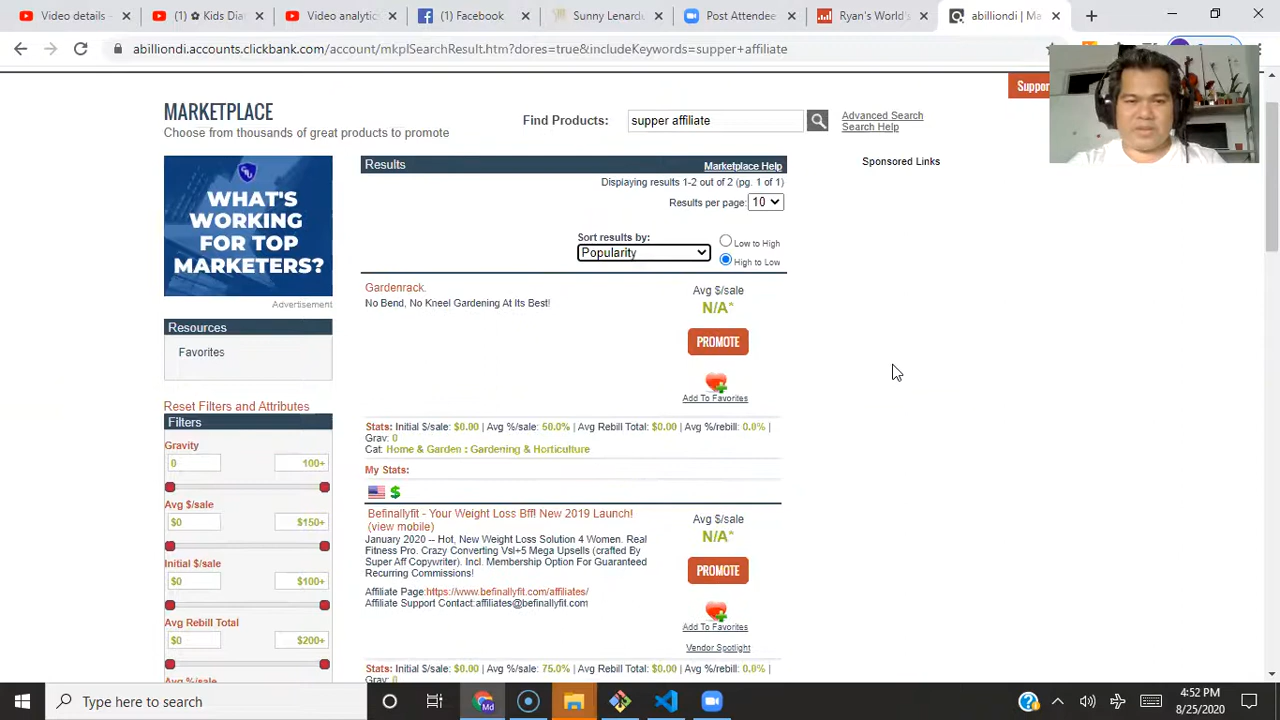 Video details -
(1) ✿ Kids Dia
Video analytic
(1) Facebook
Sunny Lenard
Post Attendee
Ryan's World'
abilliondi | Ma
abilliondi.accounts.clickbank.com/account/mkplSearchResult.htm?dores=true&includeKeywords=supper+affiliate
Suppor
MARKETPLACE
Choose from thousands of great products to promote
Find Products:
supper affiliate
Advanced Search
Search Help
WHAT'S
WORKING
FOR TOP
MARKETERS?
Advertisement
Resources
Favorites
Reset Filters and Attributes
Filters
Gravity
0 100+
Avg $/sale
$0 $150+
Initial $/sale
$0 $100+
Avg Rebill Total
$0 $200+
Avg %/sale
Results Marketplace Help
Displaying results 1-2 out of 2 (pg. 1 of 1)
Results per page: 10
Sort results by:
Popularity
Low to High
High to Low
Gardenrack.
No Bend, No Kneel Gardening At Its Best!
Avg $/sale
N/A*
PROMOTE
Add To Favorites
Stats: Initial $/sale: $0.00 | Avg %/sale: 50.0% | Avg Rebill Total: $0.00 | Avg %/rebill: 0.0% |
Grav: 0
Cat: Home & Garden : Gardening & Horticulture
My Stats:
$
Befinallyfit - Your Weight Loss Bff! New 2019 Launch!
(view mobile)
January 2020 -- Hot, New Weight Loss Solution 4 Women. Real
Fitness Pro. Crazy Converting Vsl+5 Mega Upsells (crafted By
Super Aff Copywriter). Incl. Membership Option For Guaranteed
Recurring Commissions!
Affiliate Page:https://www.befinallyfit.com/affiliates/
Affiliate Support Contact:affiliates@befinallyfit.com
Avg $/sale
N/A*
PROMOTE
Add To Favorites
Vendor Spotlight
Stats: Initial $/sale: $0.00 | Avg %/sale: 75.0% | Avg Rebill Total: $0.00 | Avg %/rebill: 0.0% |
Grav: 0
Sponsored Links
Type here to search
4:52 PM
8/25/2020